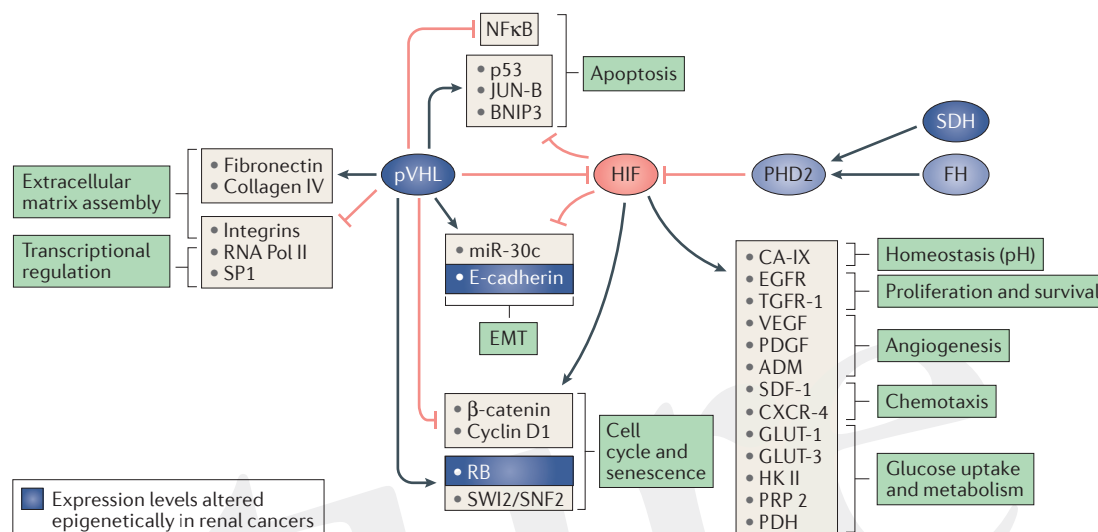 NFκB
p53
JUN-B
BNIP3
Apoptosis
SDH
Fibronectin
Collagen IV
pVHL
HIF
PHD2
FH
Extracellular
matrix assembly
Integrins
RNA Pol II
SP1
Transcriptional
regulation
miR-30c
E-cadherin
EMT
CA-IX
EGFR
TGFR-1
VEGF
PDGF
ADM
SDF-1
CXCR-4
GLUT-1
GLUT-3
HK II
PRP 2
PDH
Homeostasis (pH)
Proliferation and survival
Angiogenesis
Chemotaxis
Glucose uptake
and metabolism
β-catenin
Cyclin D1
RB
SWI2/SNF2
Cell
cycle and
senescence
Expression levels altered
epigenetically in renal cancers